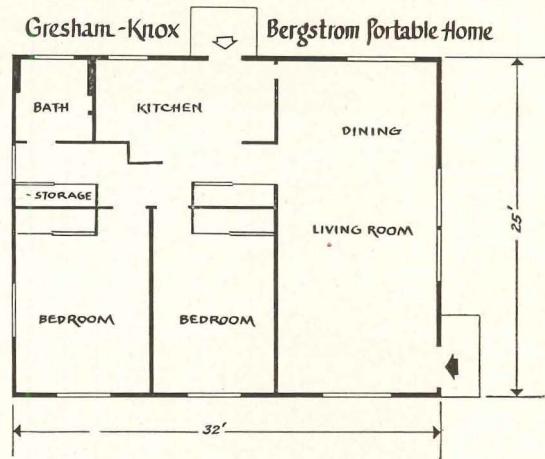 Gresham-Knox Bergstrom Portable Home
BATH KITCHEN
DINING
-STORAGE
LIVING ROOM
25'
BEDROOM BEDROOM
32'